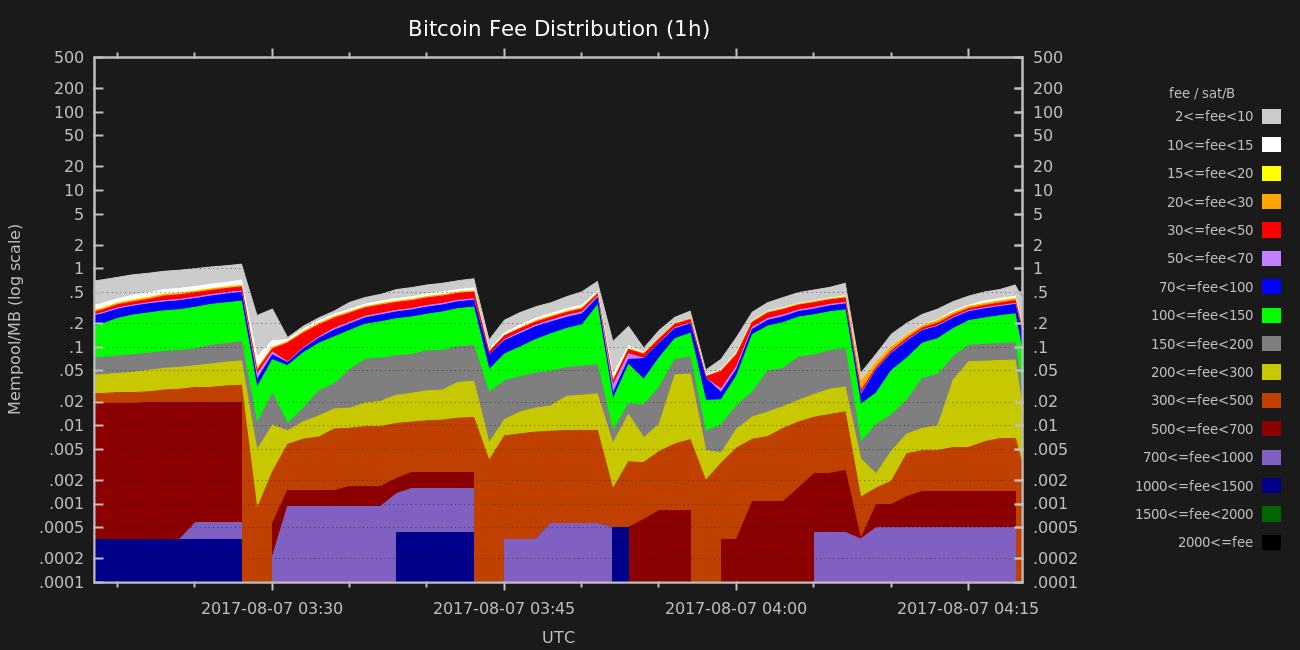 Bitcoin Fee Distribution (1h)
Mempool/MB (log scale)
500
200
100
50
20
10
5
2
1
.5
.2
.1
.05
.02
.01
.005
.002
.001
.0005
.0002
.0001
500
200
100
50
20
10
5
2
1
.5
.2
.1
.05
.02
.01
.005
.002
.001
.0005
.0002
.0001
2017-08-07 03:30
2017-08-07 03:45
2017-08-07 04:00
2017-08-07 04:15
UTC
fee / sat/B
2<=fee<10
10<=fee<15
15<=fee<20
20<=fee<30
30<=fee<50
50<=fee<70
70<=fee<100
100<=fee<150
150<=fee<200
200<=fee<300
300<=fee<500
500<=fee<700
700<=fee<1000
1000<=fee<1500
1500<=fee<2000
2000<=fee